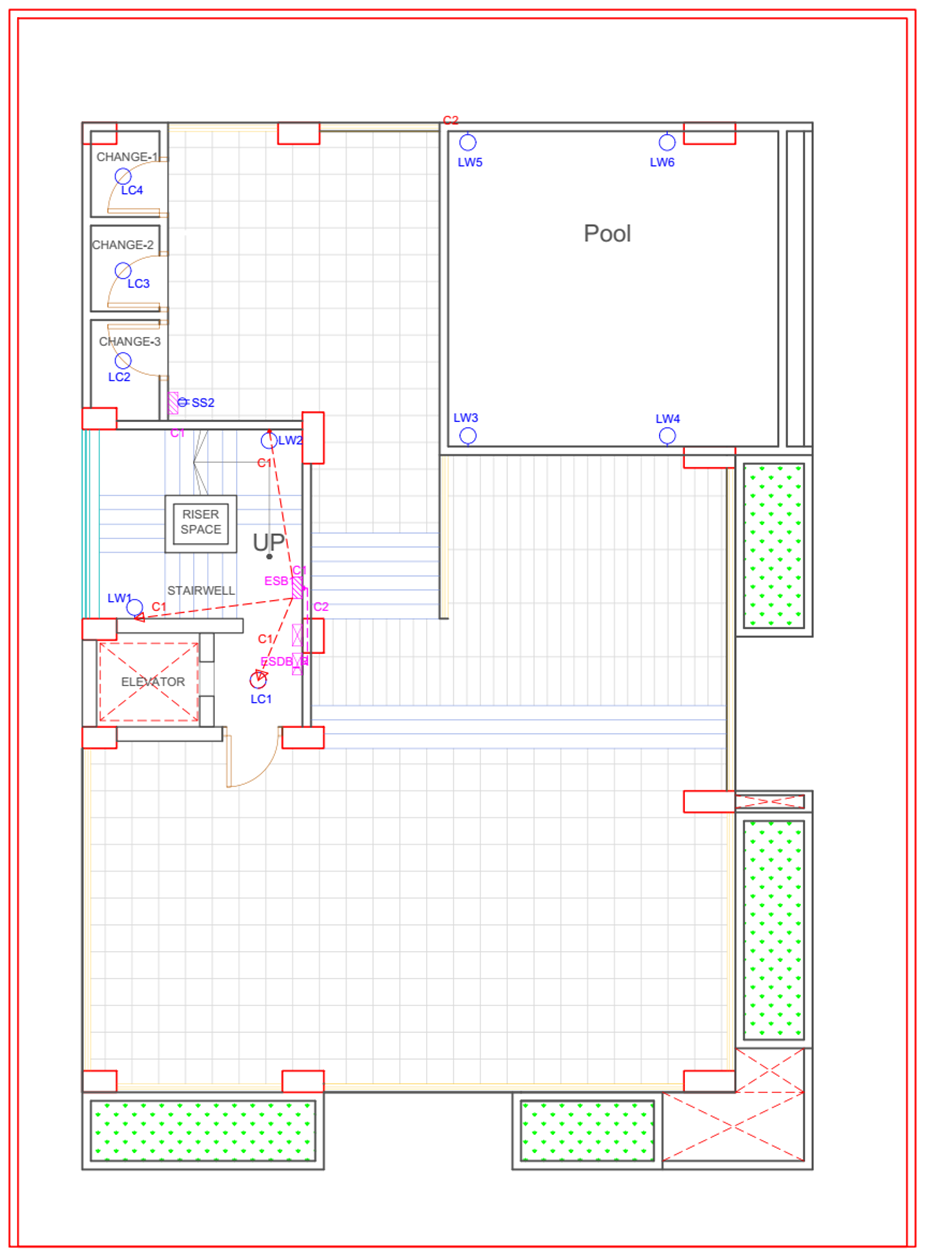 C2
CHANGE-1
LC4
LW5
LW6
Pool
CHANGE-2
LC3
CHANGE-3
LC2
SS2
C1
LW3
LW4
LW2
C1
RISER
SPACE
UP
C1
ESB1
STAIRWELL
LW1
C1
C2
C1
ESDB
ELEVATOR
LC1